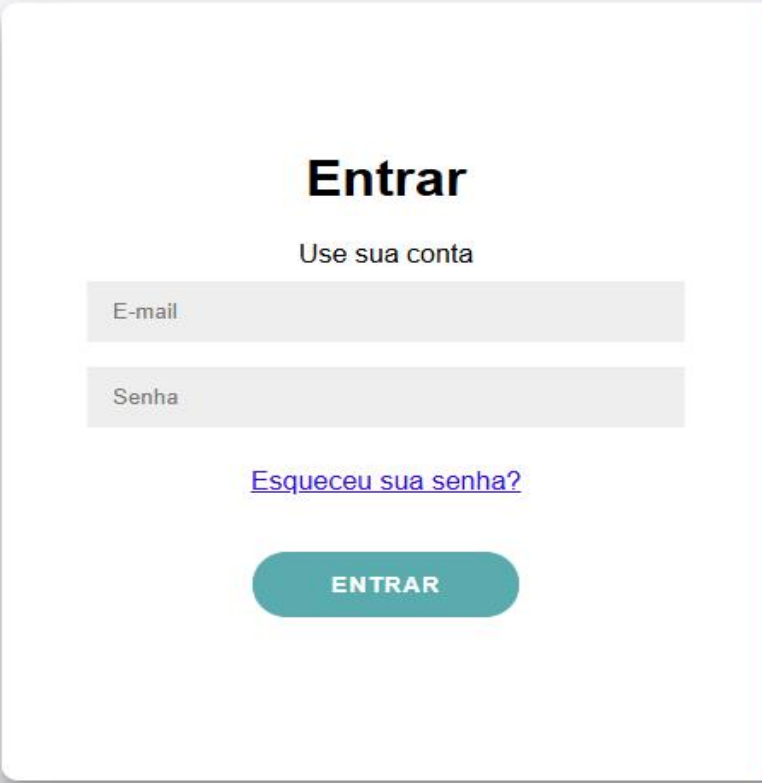 Entrar
Use sua conta
E-mail
Senha
Esqueceu sua senha?
ENTRAR